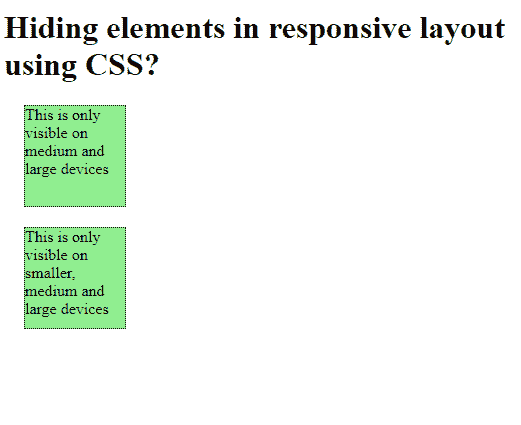 Hiding elements in responsive layout
using CSS?
This is only
visible on
medium and
large devices
This is only
visible on
smaller,
medium and
large devices